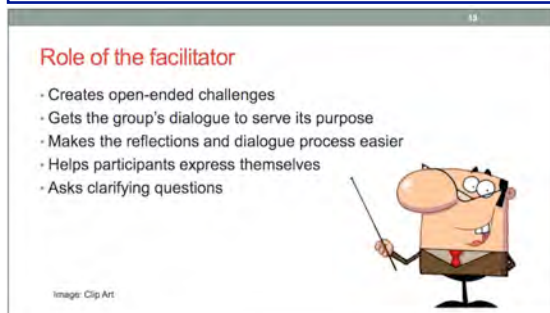 13
Role of the facilitator
• Creates open-ended challenges
• Gets the group's dialogue to serve its purpose
• Makes the reflections and dialogue process easier
• Helps participants express themselves
• Asks clarifying questions
Image: Clip Art